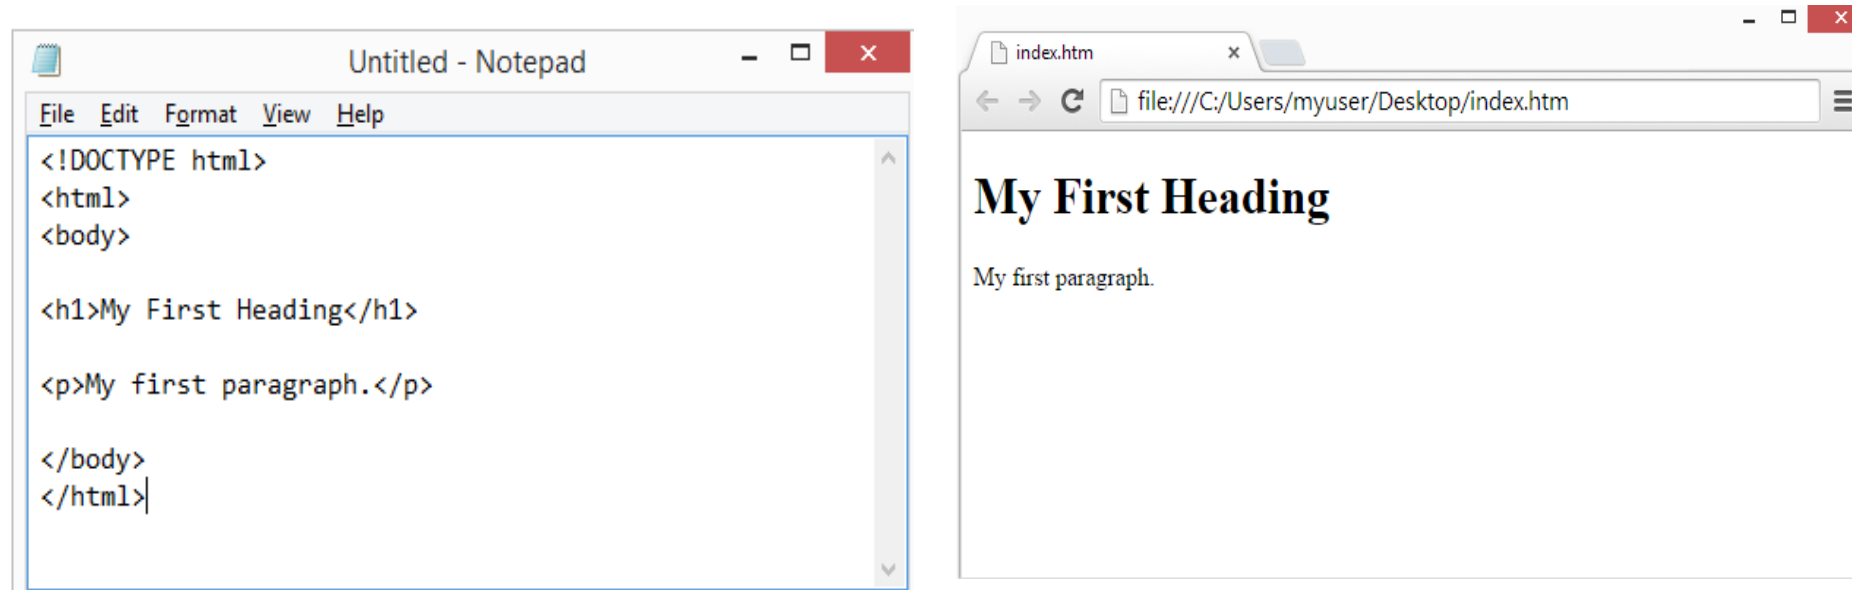 Untitled - Notepad
File Edit Format View Help
<!DOCTYPE html>
<html>
<body>
<h1>My First Heading</h1>
<p>My first paragraph.</p>
</body>
</html>
index.htm
file:///C:/Users/myuser/Desktop/index.htm
My First Heading
My first paragraph.